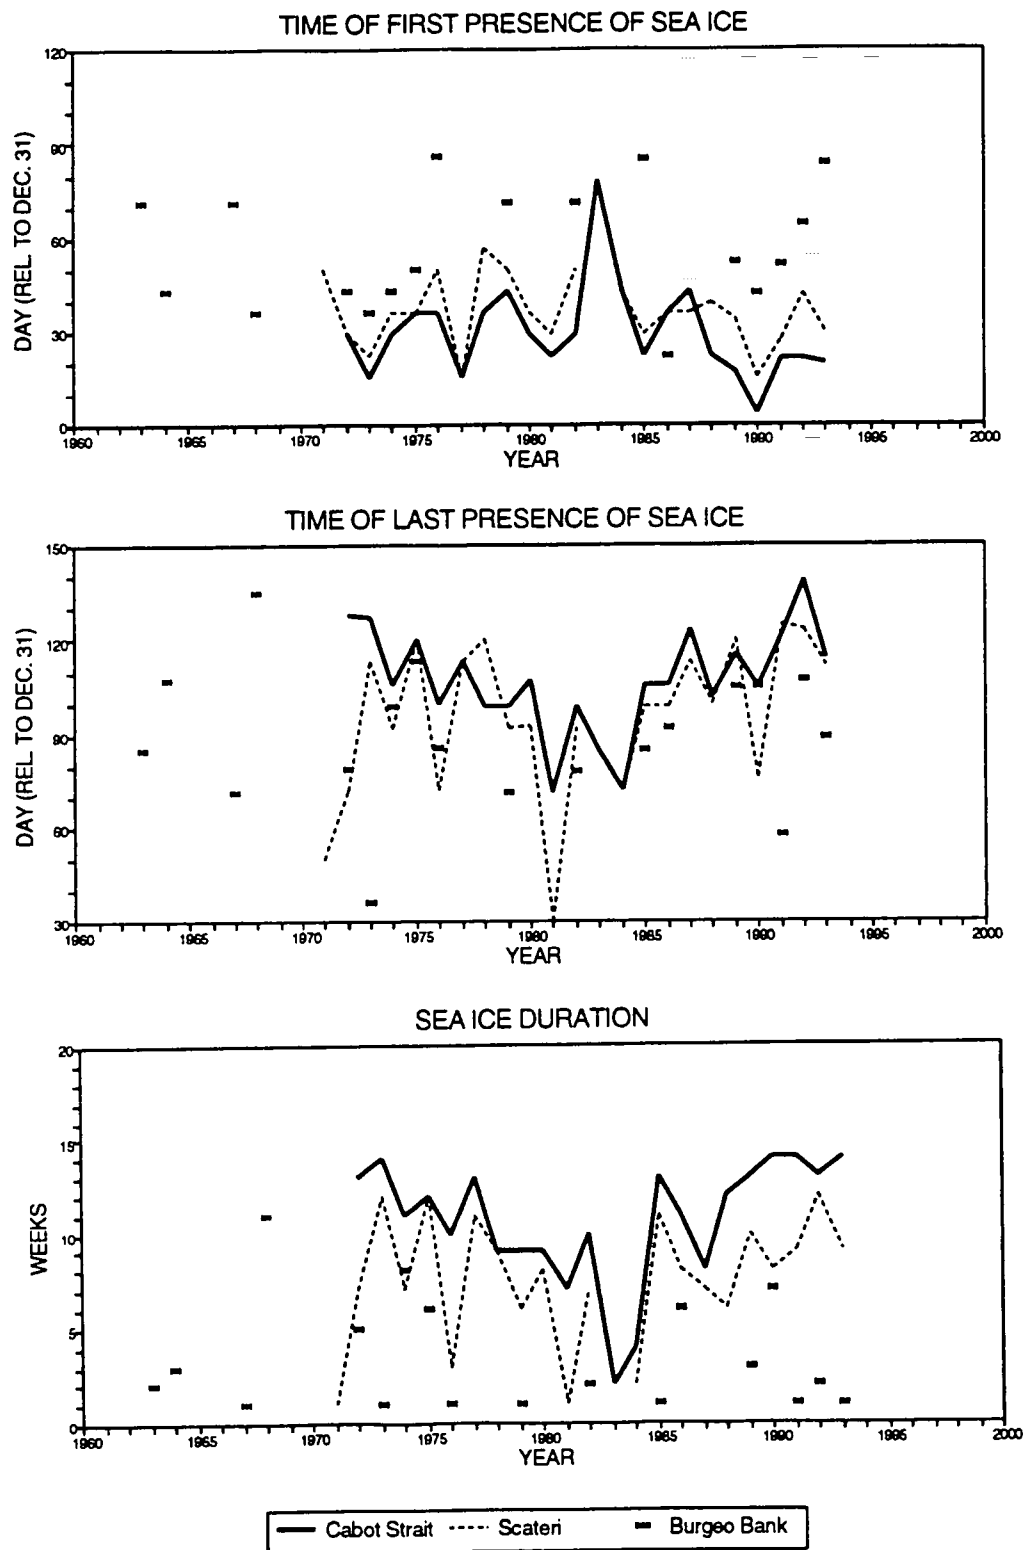 TIME OF FIRST PRESENCE OF SEA ICE
120
90
60
30
0
DAY (REL. TO DEC. 31)
1960 1965 1970 1975 1980 1985 1990 1995 2000
YEAR
TIME OF LAST PRESENCE OF SEA ICE
150
120
90
60
30
DAY (REL. TO DEC. 31)
1960 1965 1970 1975 1980 1985 1990 1995 2000
YEAR
SEA ICE DURATION
20
15
10
5
0
WEEKS
1960 1965 1970 1975 1980 1985 1990 1995 2000
YEAR
Cabot Strait Scateri Burgeo Bank